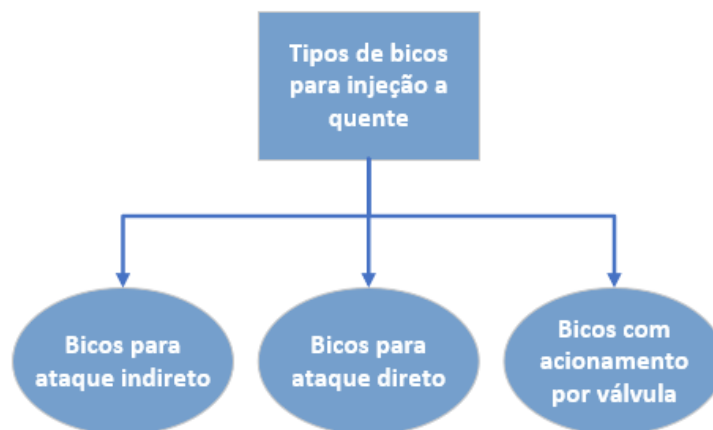 Tipos de bicos
para injeção a
quente
Bicos para
ataque indireto
Bicos para
ataque direto
Bicos com
acionamento
por válvula